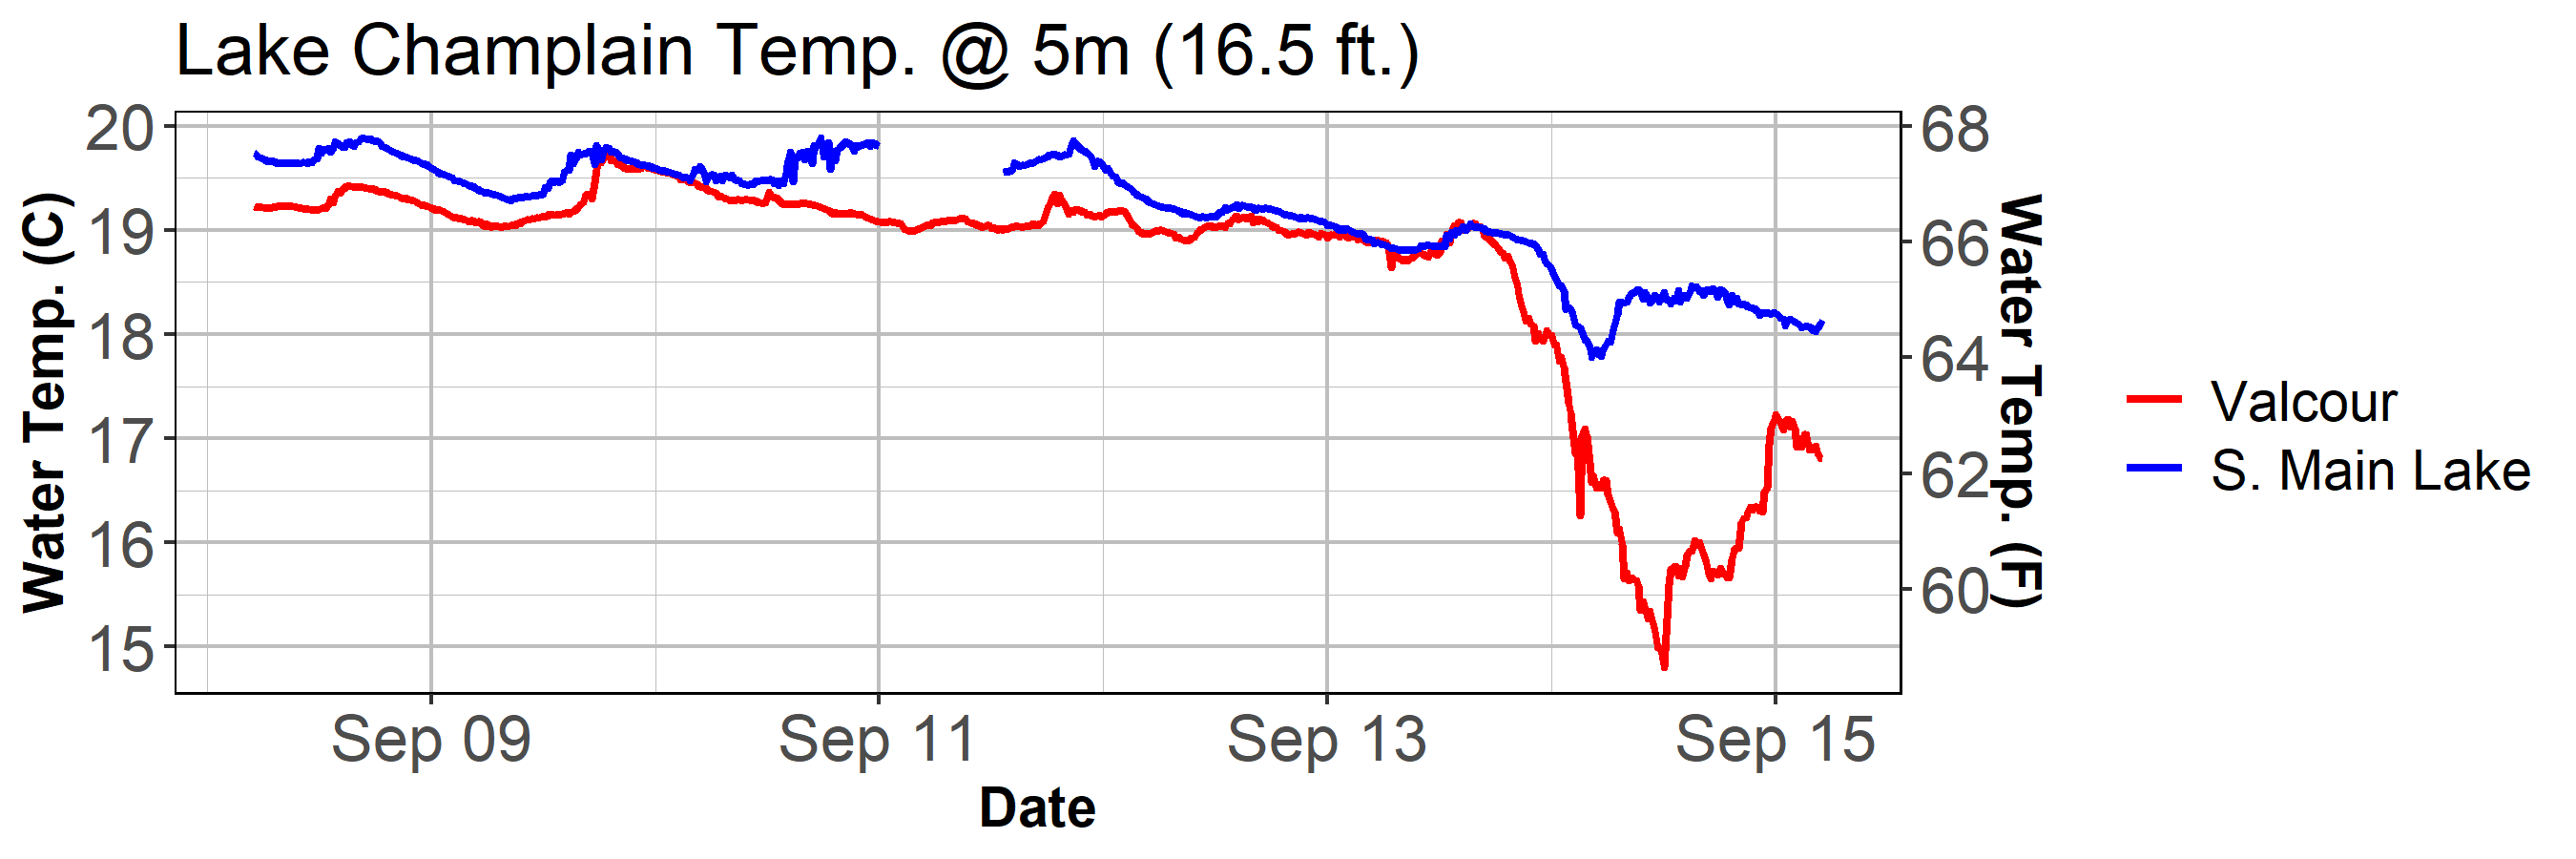 Lake Champlain Temp. @ 5m (16.5 ft.)
Water Temp. (C)
20
19
18
17
16
15
68
66
64
62
60
Water Temp. (F)
Sep 09
Sep 11
Sep 13
Sep 15
Date
Valcour
S. Main Lake